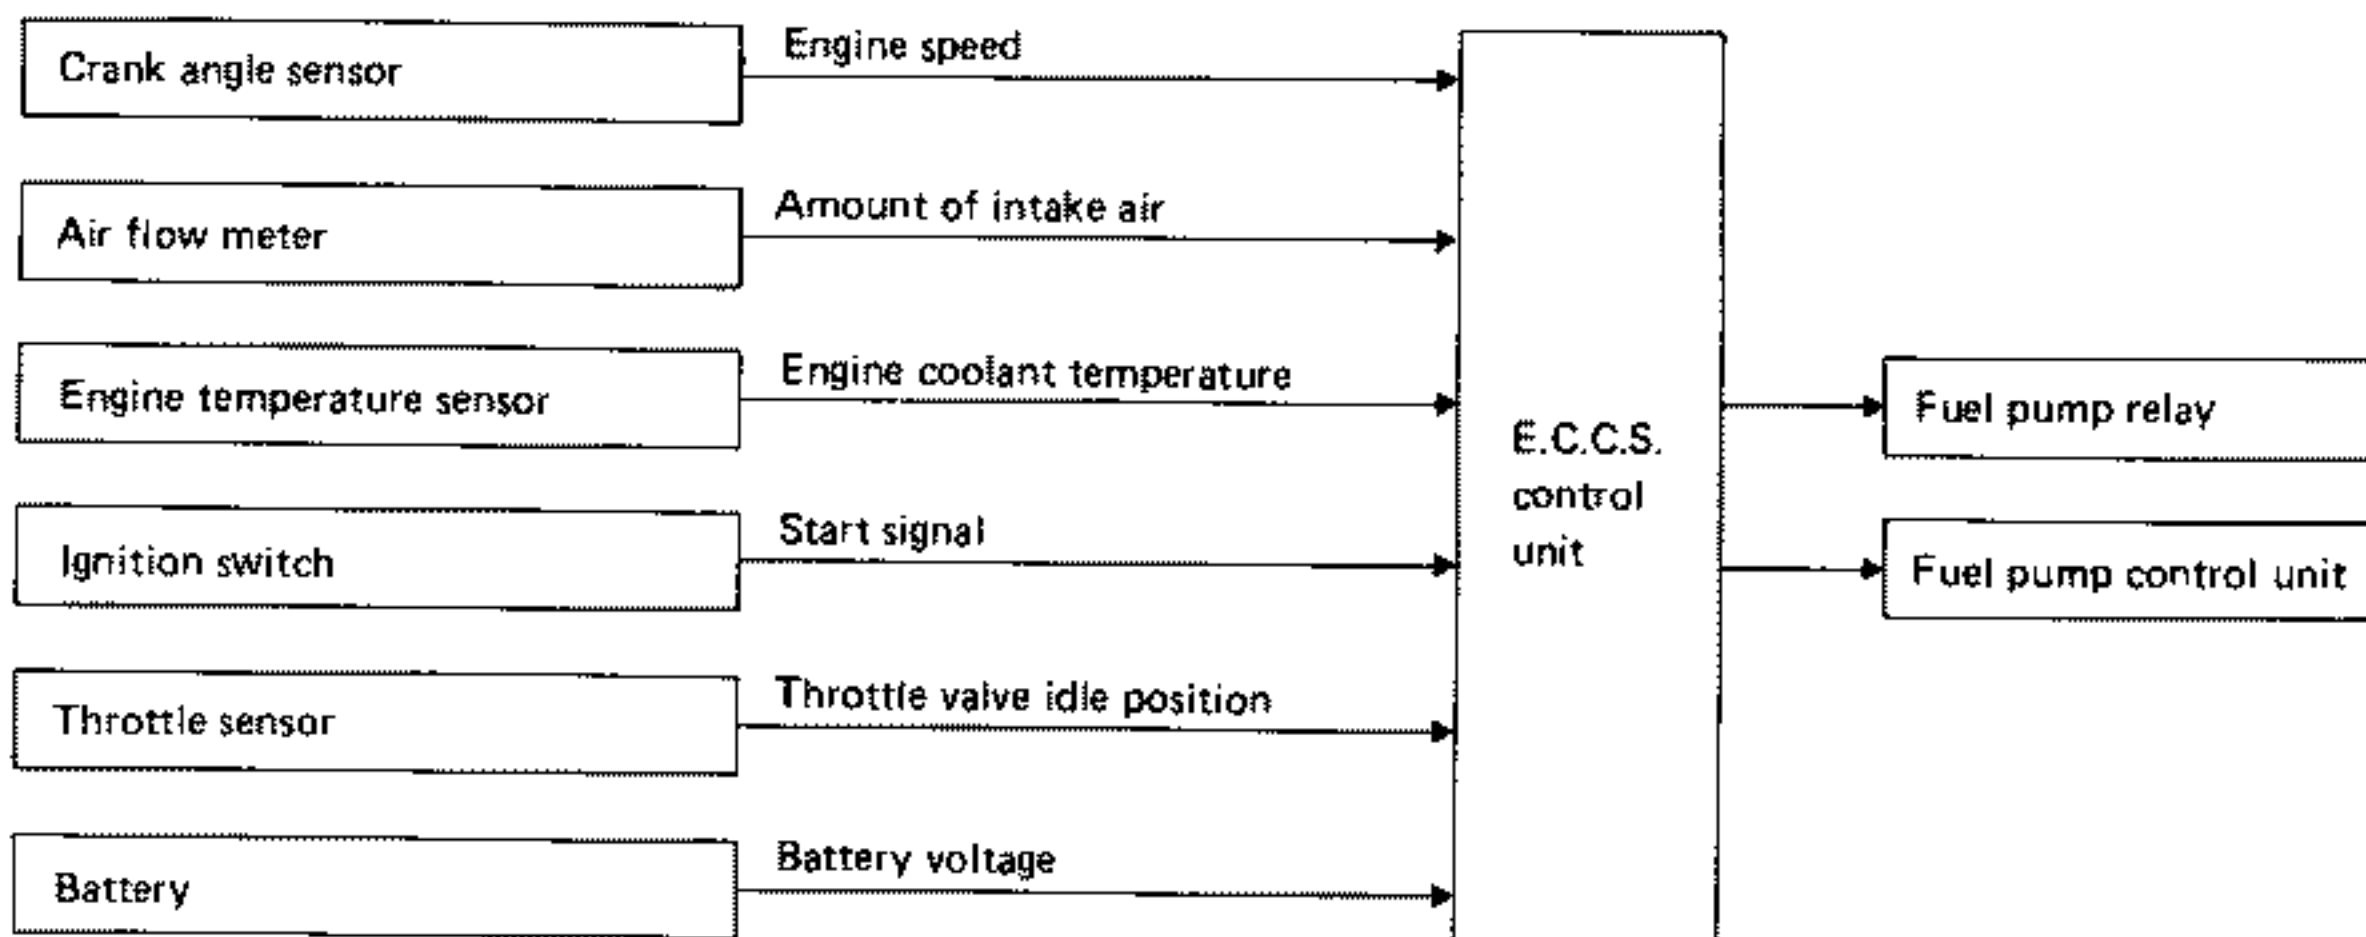 Crank angle sensor
Engine speed
Air flow meter
Amount of intake air
Engine temperature sensor
Engine coolant temperature
Ignition switch
Start signal
Throttle sensor
Throttle valve idle position
Battery
Battery voltage
E.C.C.S.
control
unit
Fuel pump relay
Fuel pump control unit